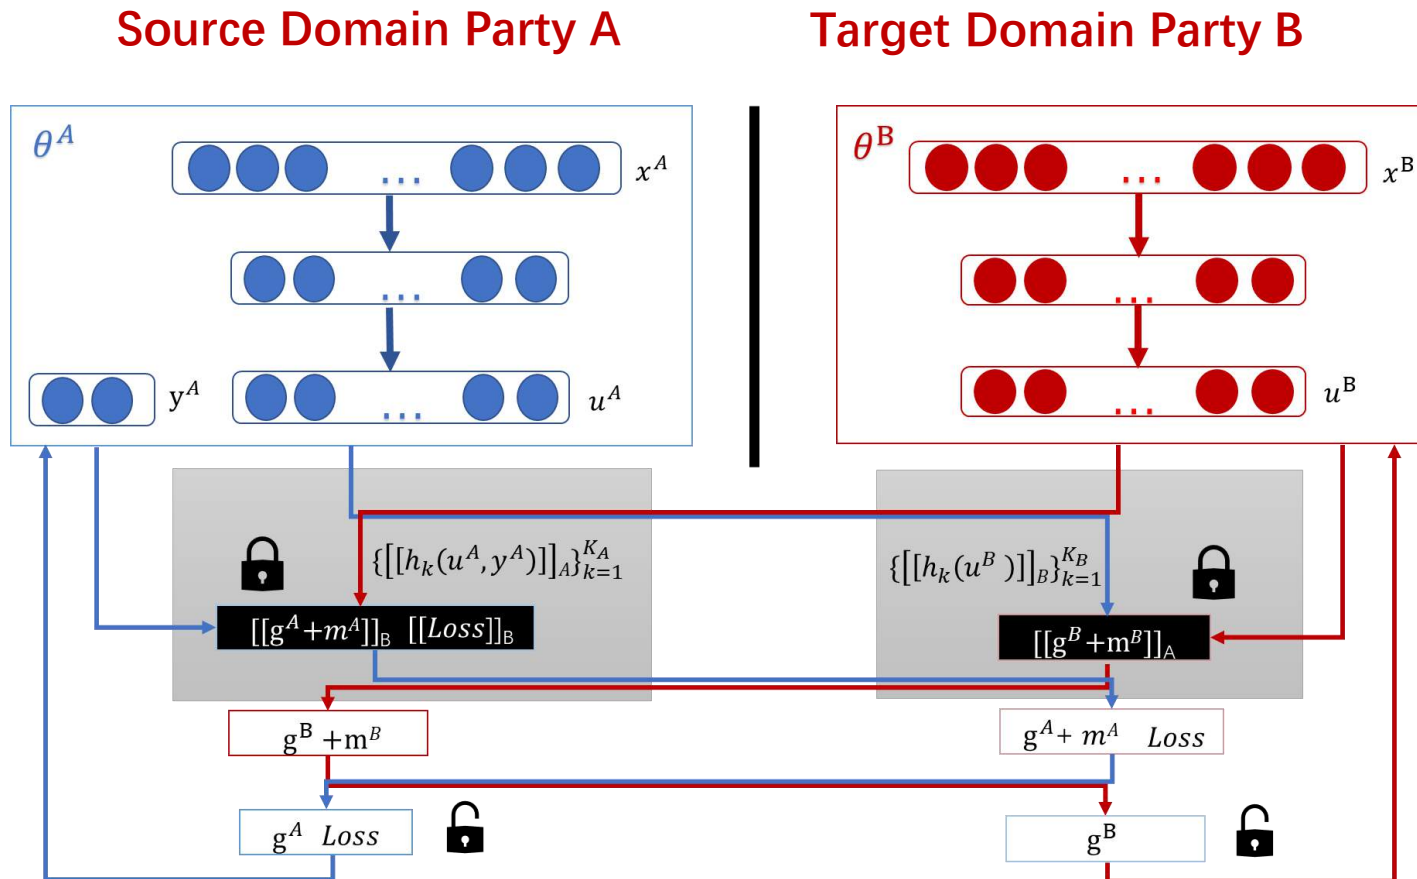 Source Domain Party A
Target Domain Party B
θ^A
x^A
y^A
u^A
θ^B
x^B
u^B
{[[h_k(u^A, y^A)]]_A}_{k=1}^{K_A}
{[[h_k(u^B )]]_B}_{k=1}^{K_B}
[[g^A+m^A]]_B [[Loss]]_B
[[g^B+m^B]]_A
g^B +m^B
g^A+ m^A Loss
g^A Loss
g^B